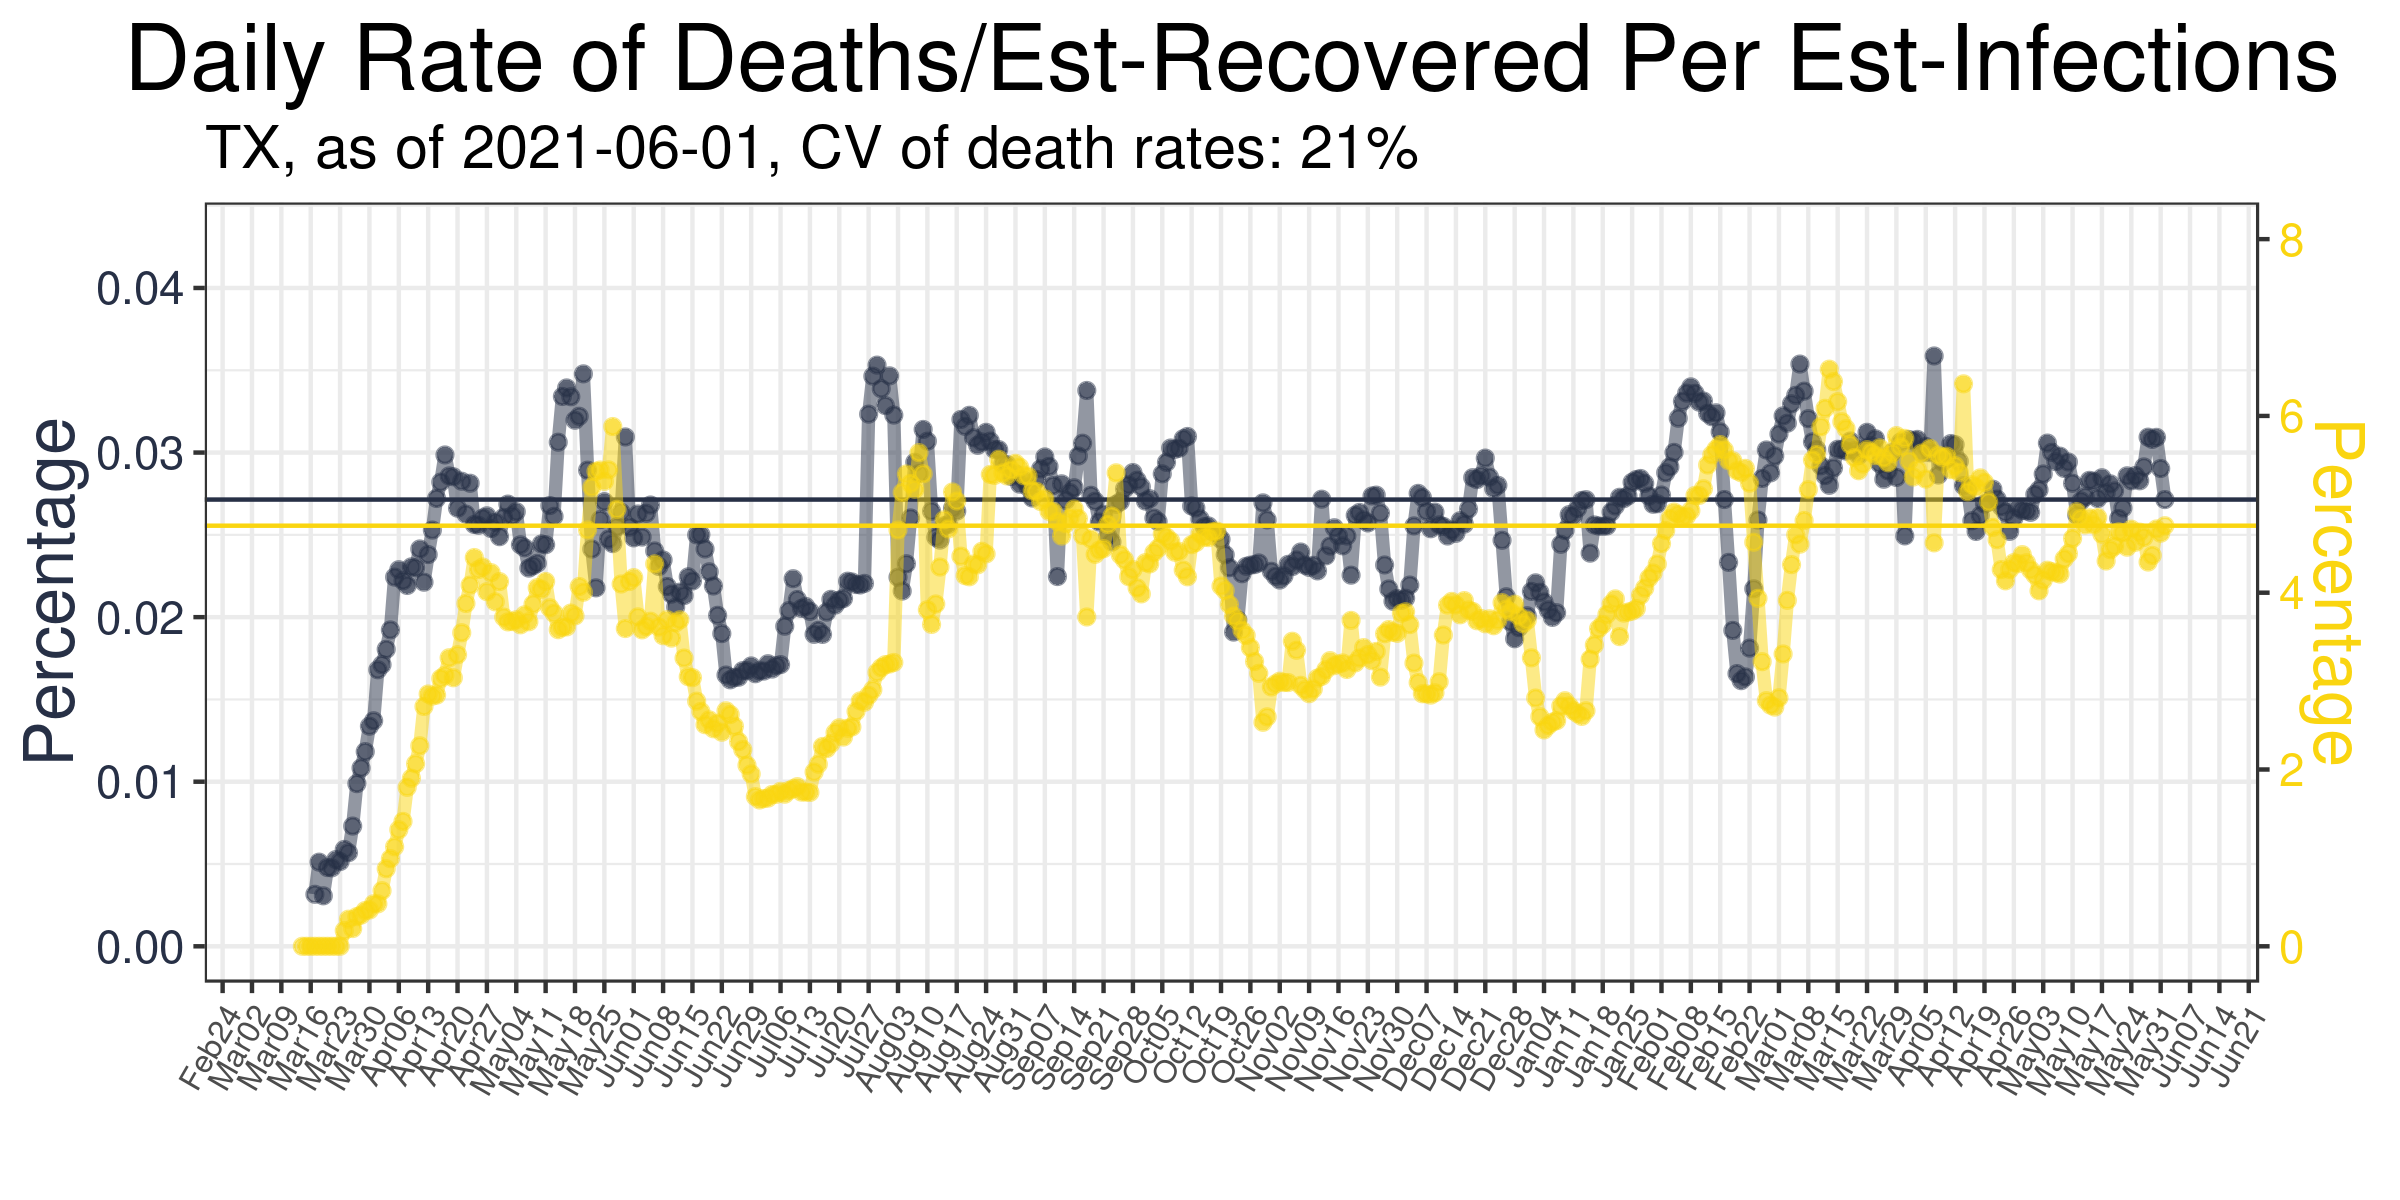 Daily Rate of Deaths/Est-Recovered Per Est-Infections
TX, as of 2021-06-01, CV of death rates: 21%
Percentage
0.04
0.03
0.02
0.01
0.00
8
6
4
2
0
Percentage
Feb24
Mar02
Mar09
Mar16
Mar23
Mar30
Apr06
Apr13
Apr20
Apr27
May04
May11
May18
May25
Jun01
Jun08
Jun15
Jun22
Jun29
Jul06
Jul13
Jul20
Jul27
Aug03
Aug10
Aug17
Aug24
Aug31
Sep07
Sep14
Sep21
Sep28
Oct05
Oct12
Oct19
Oct26
Nov02
Nov09
Nov16
Nov23
Nov30
Dec07
Dec14
Dec21
Dec28
Jan04
Jan11
Jan18
Jan25
Feb01
Feb08
Feb15
Feb22
Mar01
Mar08
Mar15
Mar22
Mar29
Apr05
Apr12
Apr19
Apr26
May03
May10
May17
May24
May31
Jun07
Jun14
Jun21